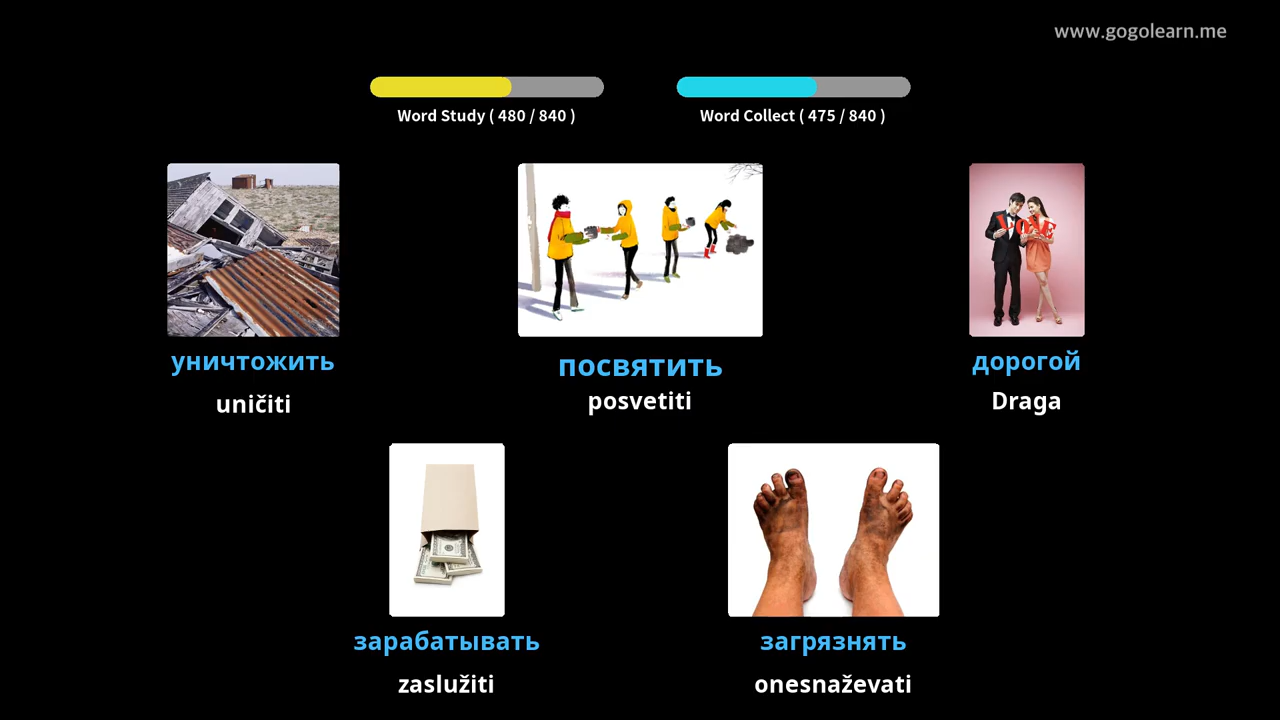 www.gogolearn.me
Word Study ( 480 / 840 )
Word Collect ( 475 / 840 )
уничтожить
uničiti
посвятить
posvetiti
LOVE
дорогой
Draga
зарабатывать
zaslužiti
загрязнять
onesnaževati